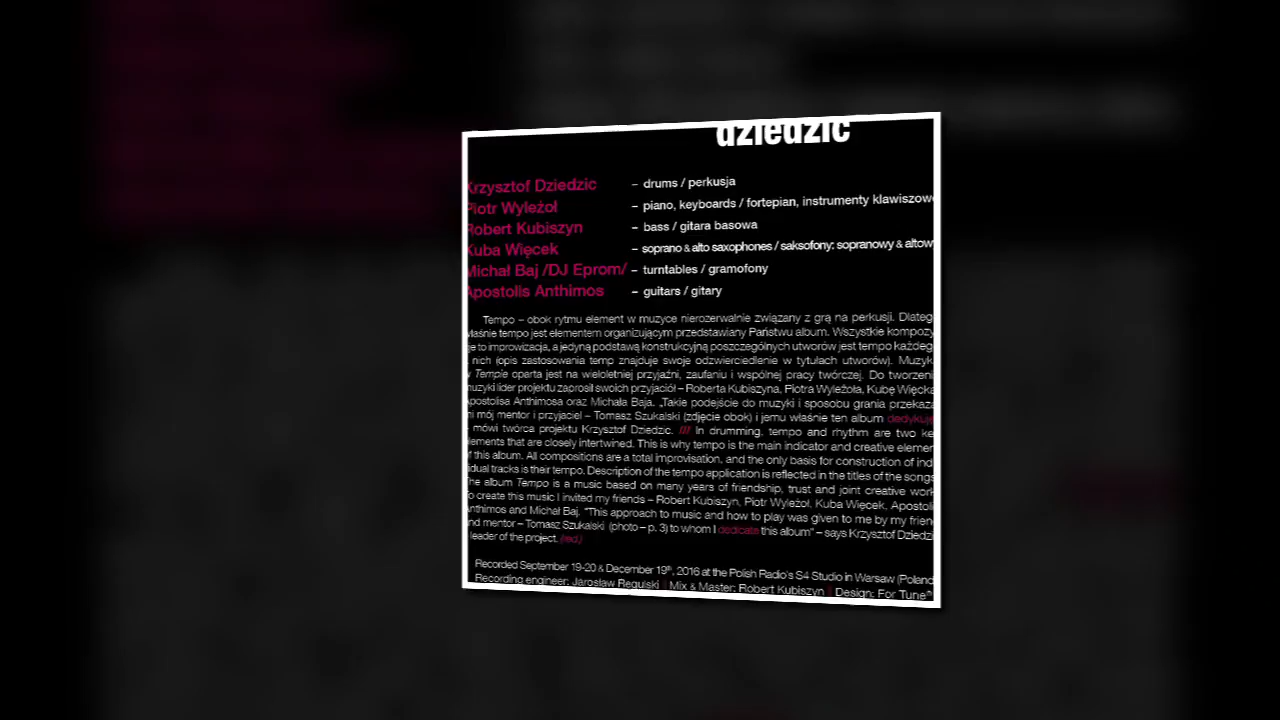 dziedzic
Krzysztof Dziedzic – drums / perkusja
Piotr Wyleżoł – piano, keyboards / fortepian, instrumenty klawiszowe
Robert Kubiszyn – bass / gitara basowa
Kuba Więcek – soprano & alto saxophones / saksofony: sopranowy & altow
Michał Baj /DJ Eprom/ – turntables / gramofony
Apostolis Anthimos – guitars / gitary
Tempo – obok rytmu element w muzyce nierozerwalnie związany z grą na perkusji. Dlateg
właśnie tempo jest elementem organizującym przedstawiany Państwu album. Wszystkie kompozy
je to improwizacja, a jedyną podstawą konstrukcyjną poszczególnych utworów jest tempo każdeg
z nich (opis zastosowania temp znajduje swoje odzwierciedlenie w tytułach utworów). Muzyk
w Tempie oparta jest na wieloletniej przyjaźni, zaufaniu i wspólnej pracy twórczej. Do tworzeni
muzyki lider projektu zaprosił swoich przyjaciół – Roberta Kubiszyna, Piotra Wyleżoła, Kubę Więcka
Apostolisa Anthimosa oraz Michała Baja. „Takie podejście do muzyki i sposobu grania przekaza
mi mój mentor i przyjaciel – Tomasz Szukalski (zdjęcie obok) i jemu właśnie ten album dedykuję
– mówi twórca projektu Krzysztof Dziedzic. /// In drumming, tempo and rhythm are two ke
elements that are closely intertwined. This is why tempo is the main indicator and creative elemen
of this album. All compositions are a total improvisation, and the only basis for construction of indi
idual tracks is their tempo. Description of the tempo application is reflected in the titles of the songs
The album Tempo is a music based on many years of friendship, trust and joint creative work
To create this music I invited my friends – Robert Kubiszyn, Piotr Wyleżoł, Kuba Więcek, Apostoli
Anthimos and Michał Baj. "This approach to music and how to play was given to me by my frien
and mentor – Tomasz Szukalski (photo – p. 3) to whom I dedicate this album" – says Krzysztof Dziedzi
leader of the project. (red.)
Recorded September 19-20 & December 19th, 2016 at the Polish Radio's S4 Studio in Warsaw (Poland
Recording engineer: Jarosław Regulski | Mix & Master: Robert Kubiszyn | Design: For Tune®